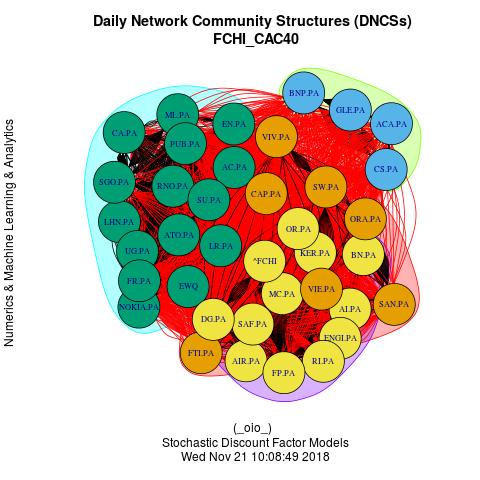 Daily Network Community Structures (DNCSs)
FCHI_CAC40
Numerics & Machine Learning & Analytics
BNP.PA
GLE.PA
ACA.PA
CS.PA
ML.PA
CA.PA
EN.PA
PUB.PA
VIV.PA
AC.PA
SGO.PA
RNO.PA
SU.PA
CAP.PA
SW.PA
LHN.PA
ORA.PA
ATO.PA
OR.PA
UG.PA
LR.PA
KER.PA
BN.PA
^FCHI
FR.PA
EWQ
MC.PA
VIE.PA
NOKIA.PA
AI.PA
SAN.PA
DG.PA
SAF.PA
ENGI.PA
FTI.PA
AIR.PA
FP.PA
RI.PA
(_oio_)
Stochastic Discount Factor Models
Wed Nov 21 10:08:49 2018